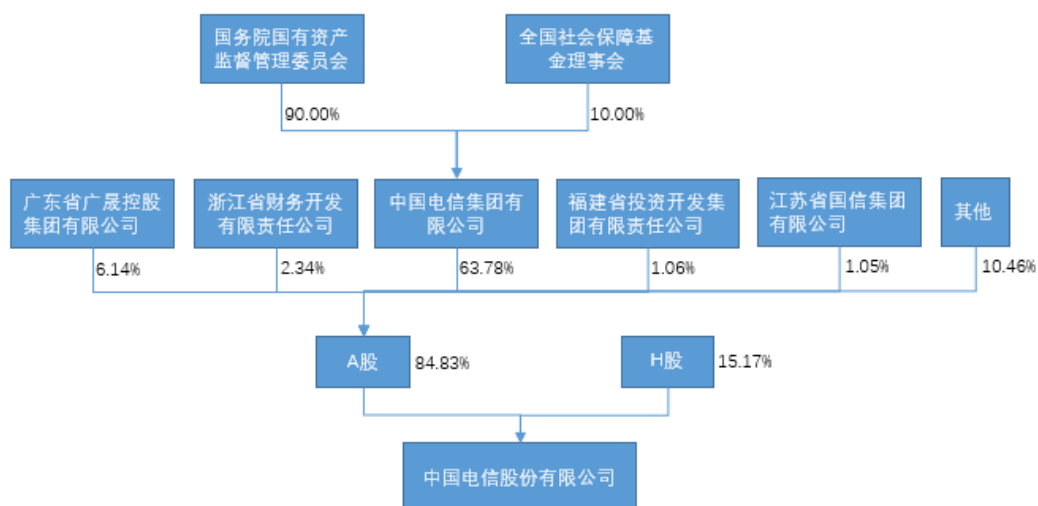 国务院国有资产
监督管理委员会
全国社会保障基
金理事会
90.00%
10.00%
广东省广晟控股
集团有限公司
浙江省财务开发
有限责任公司
中国电信集团有
限公司
福建省投资开发集
团有限责任公司
江苏省国信集团
有限公司
其他
6.14%
2.34%
63.78%
1.06%
1.05%
10.46%
A股
84.83%
H股
15.17%
中国电信股份有限公司